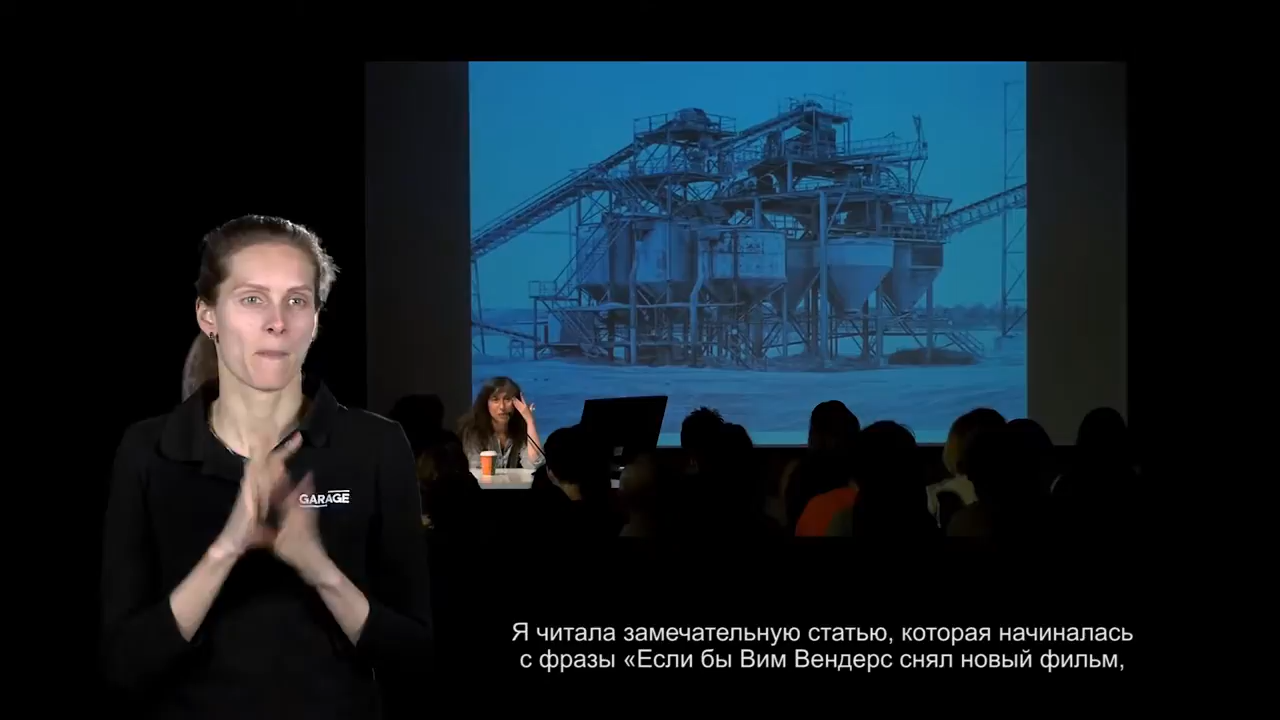 GARAGE
Я читала замечательную статью, которая начиналась
с фразы «Если бы Вим Вендерс снял новый фильм,